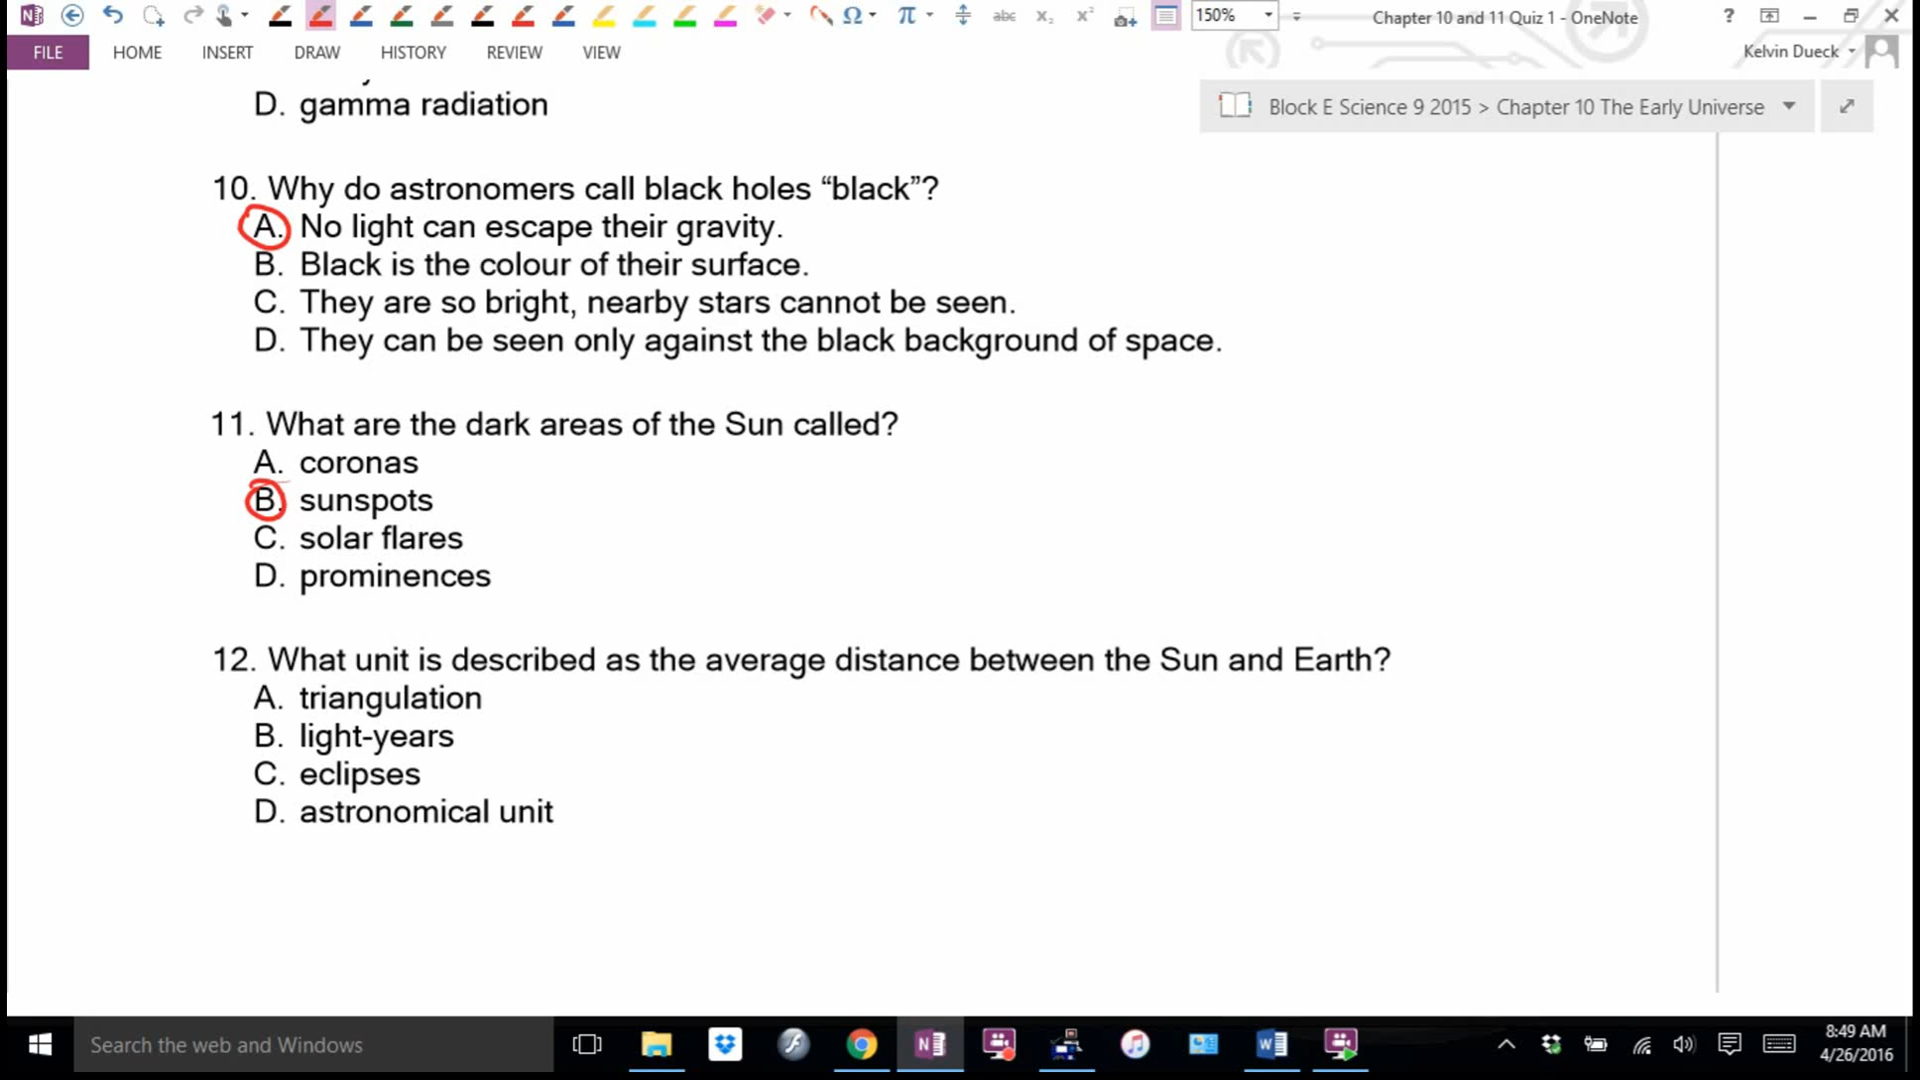 150%
Chapter 10 and 11 Quiz 1 - OneNote
?
FILE HOME INSERT DRAW HISTORY REVIEW VIEW
Kelvin Dueck
Block E Science 9 2015 > Chapter 10 The Early Universe
D. gamma radiation
10. Why do astronomers call black holes “black”?
A. No light can escape their gravity.
B. Black is the colour of their surface.
C. They are so bright, nearby stars cannot be seen.
D. They can be seen only against the black background of space.
11. What are the dark areas of the Sun called?
A. coronas
B. sunspots
C. solar flares
D. prominences
12. What unit is described as the average distance between the Sun and Earth?
A. triangulation
B. light-years
C. eclipses
D. astronomical unit
Search the web and Windows
8:49 AM
4/26/2016